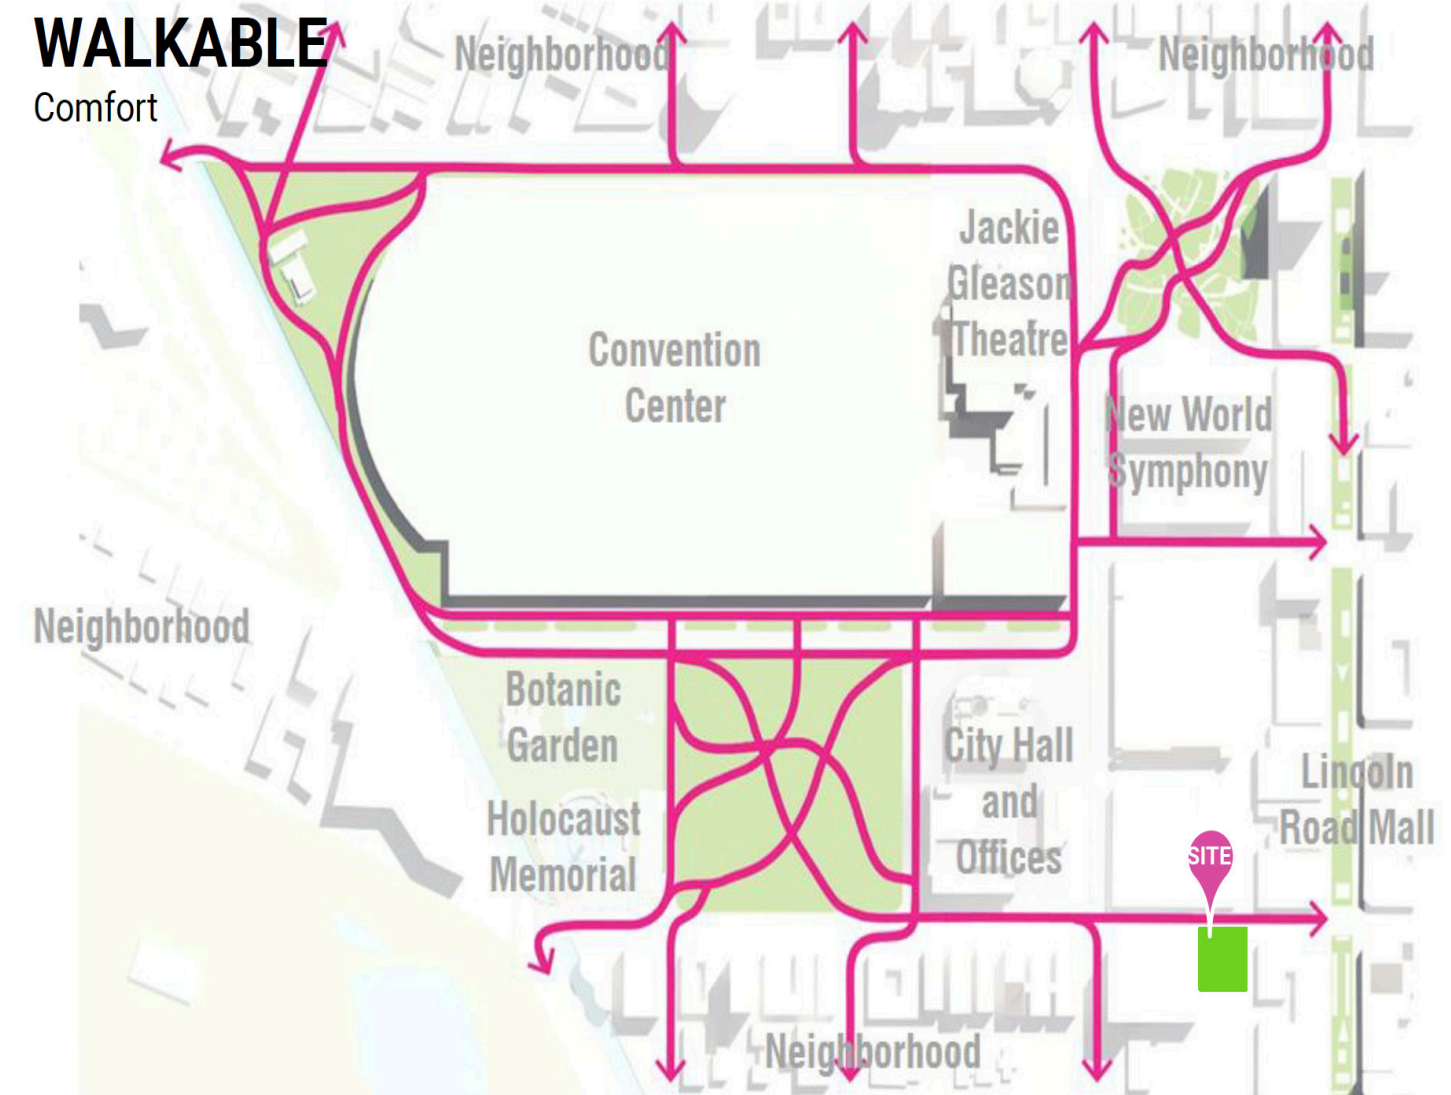 WALKABLE
Comfort
Neighborhood
Neighborhood
Jackie
Gleason
Theatre
Convention
Center
New World
Symphony
Neighborhood
Botanic
Garden
City Hall
and
Offices
Lincoln
Road Mall
Holocaust
Memorial
SITE
Neighborhood